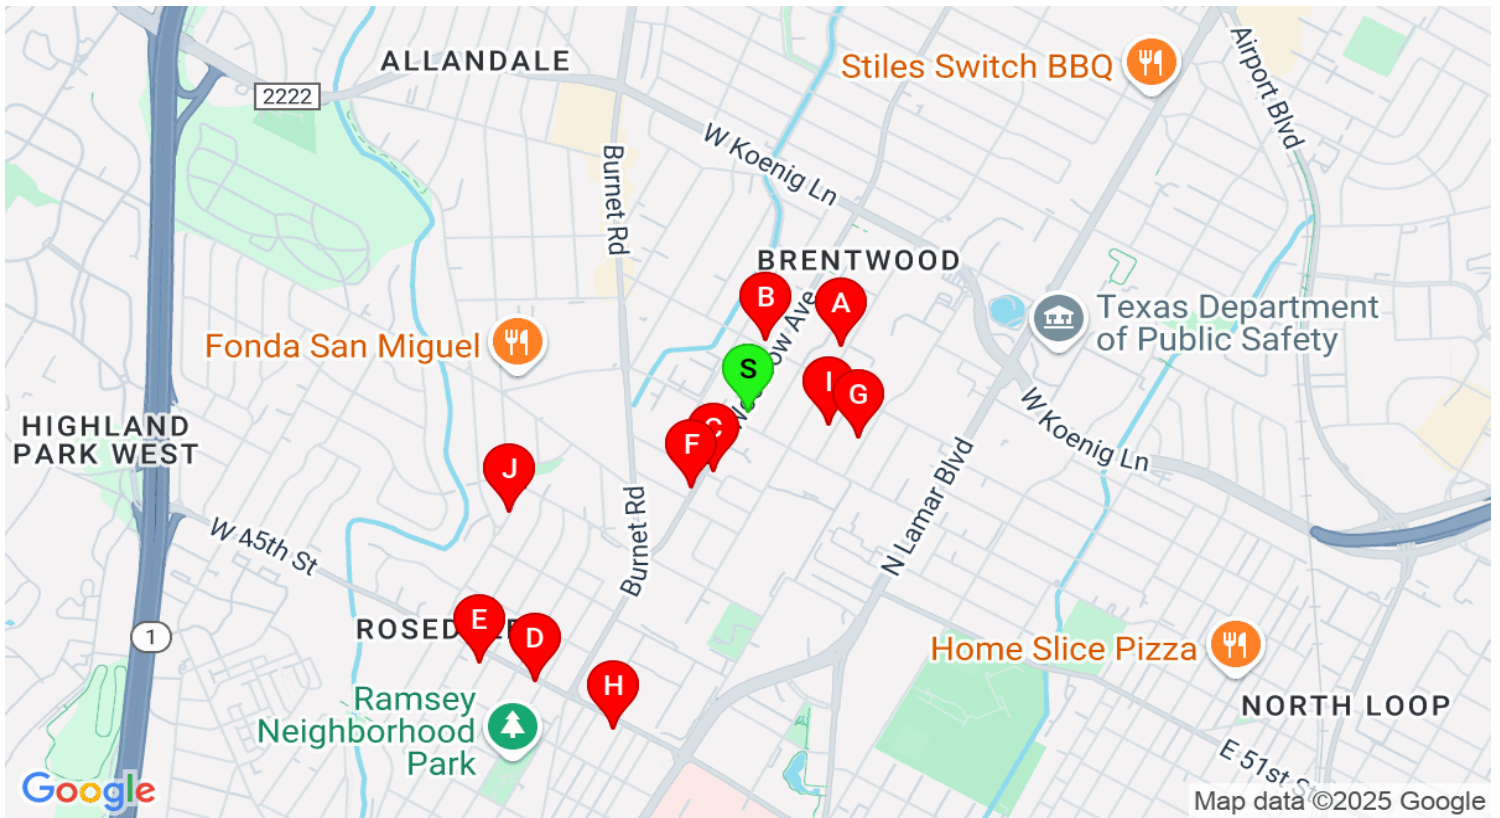 ALLANDALE
Stiles Switch BBQ
Airport Blvd
2222
W Koenig Ln
Burnet Rd
BRENTWOOD
B
A
Texas Department
of Public Safety
Fonda San Miguel
S
I
G
HIGHLAND
PARK WEST
C
F
W Koenig Ln
J
N Lamar Blvd
W 45th St
Burnet Rd
E
D
1
Home Slice Pizza
H
Ramsey
Neighborhood
Park
NORTH LOOP
E 51st St
Google
Map data ©2025 Google